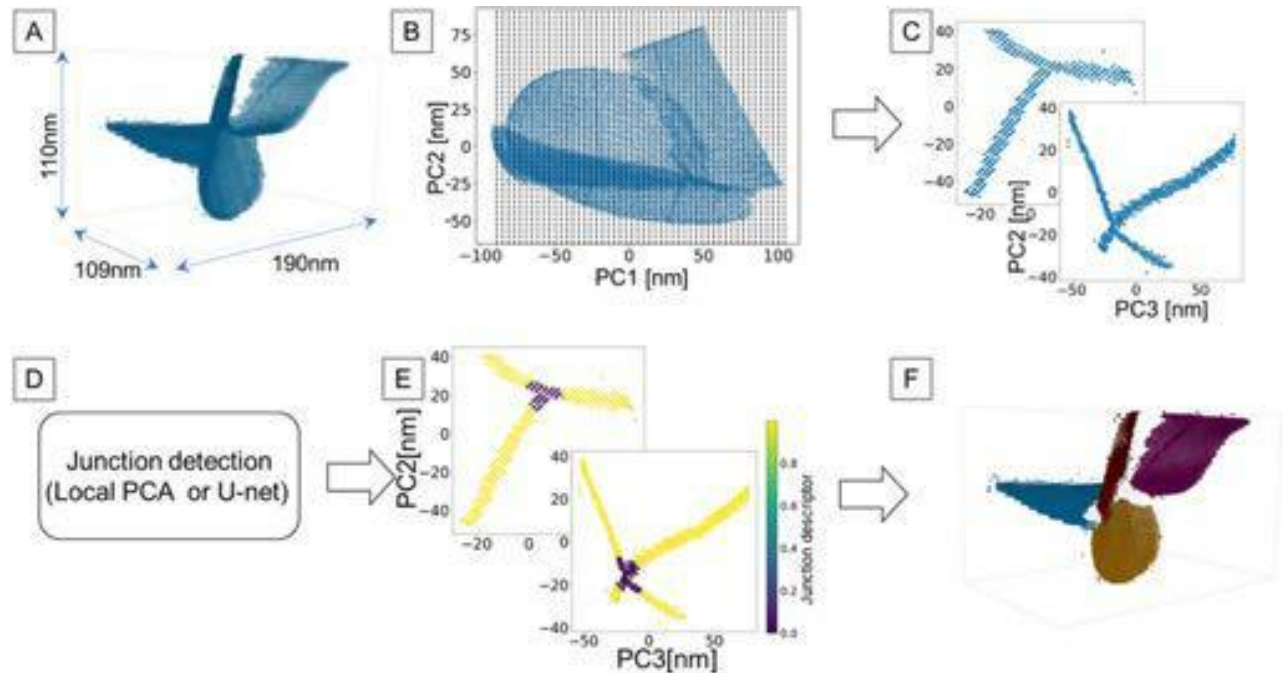 A
110nm
109nm
190nm
B
PC2 [nm]
75
50
25
0
−25
−50
−100
−50
0
50
100
PC1 [nm]
C
40
20
0
−20
−40
−20
0
PC2 [nm]
40
20
0
−20
−40
−50
0
50
PC3 [nm]
D
Junction detection
(Local PCA or U-net)
E
PC2[nm]
40
20
0
−20
−40
−20
0
40
20
0
−20
−40
−50
0
50
PC3[nm]
0.8
0.6
0.4
0.2
0.0
Junction descriptor
F